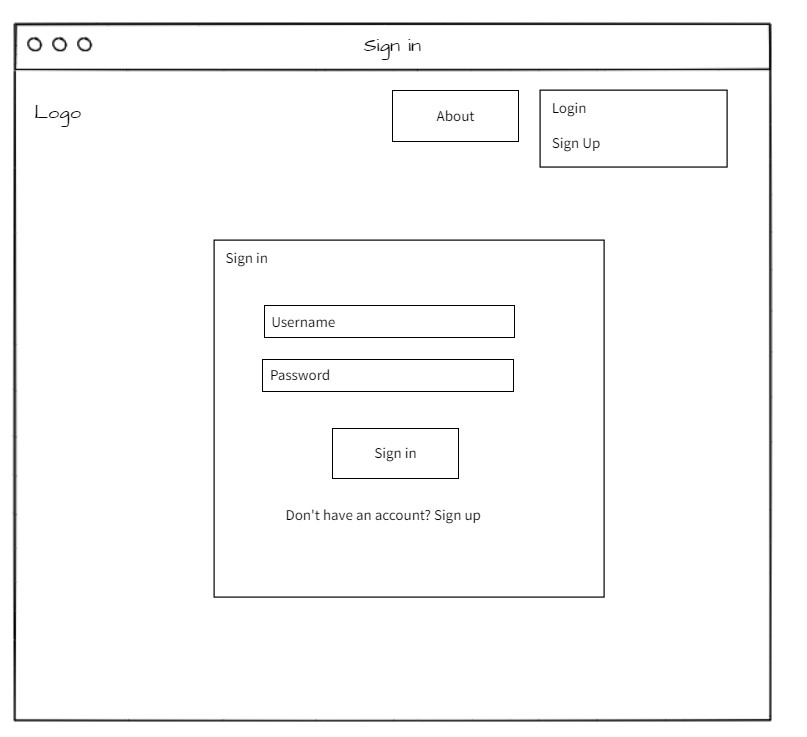 Sign in
Logo
About
Login
Sign Up
Sign in
Username
Password
Sign in
Don't have an account? Sign up